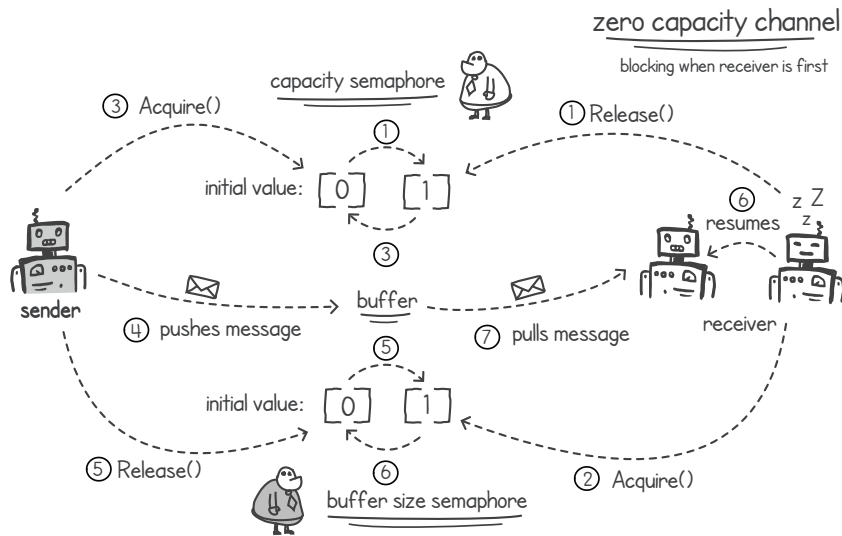 zero capacity channel
blocking when receiver is first
capacity semaphore
3 Acquire()
1
1 Release()
initial value: [0] [1]
z Z
z
6
resumes
3
sender
buffer
receiver
4 pushes message
7 pulls message
5
initial value: [0] [1]
5 Release()
6
2 Acquire()
buffer size semaphore